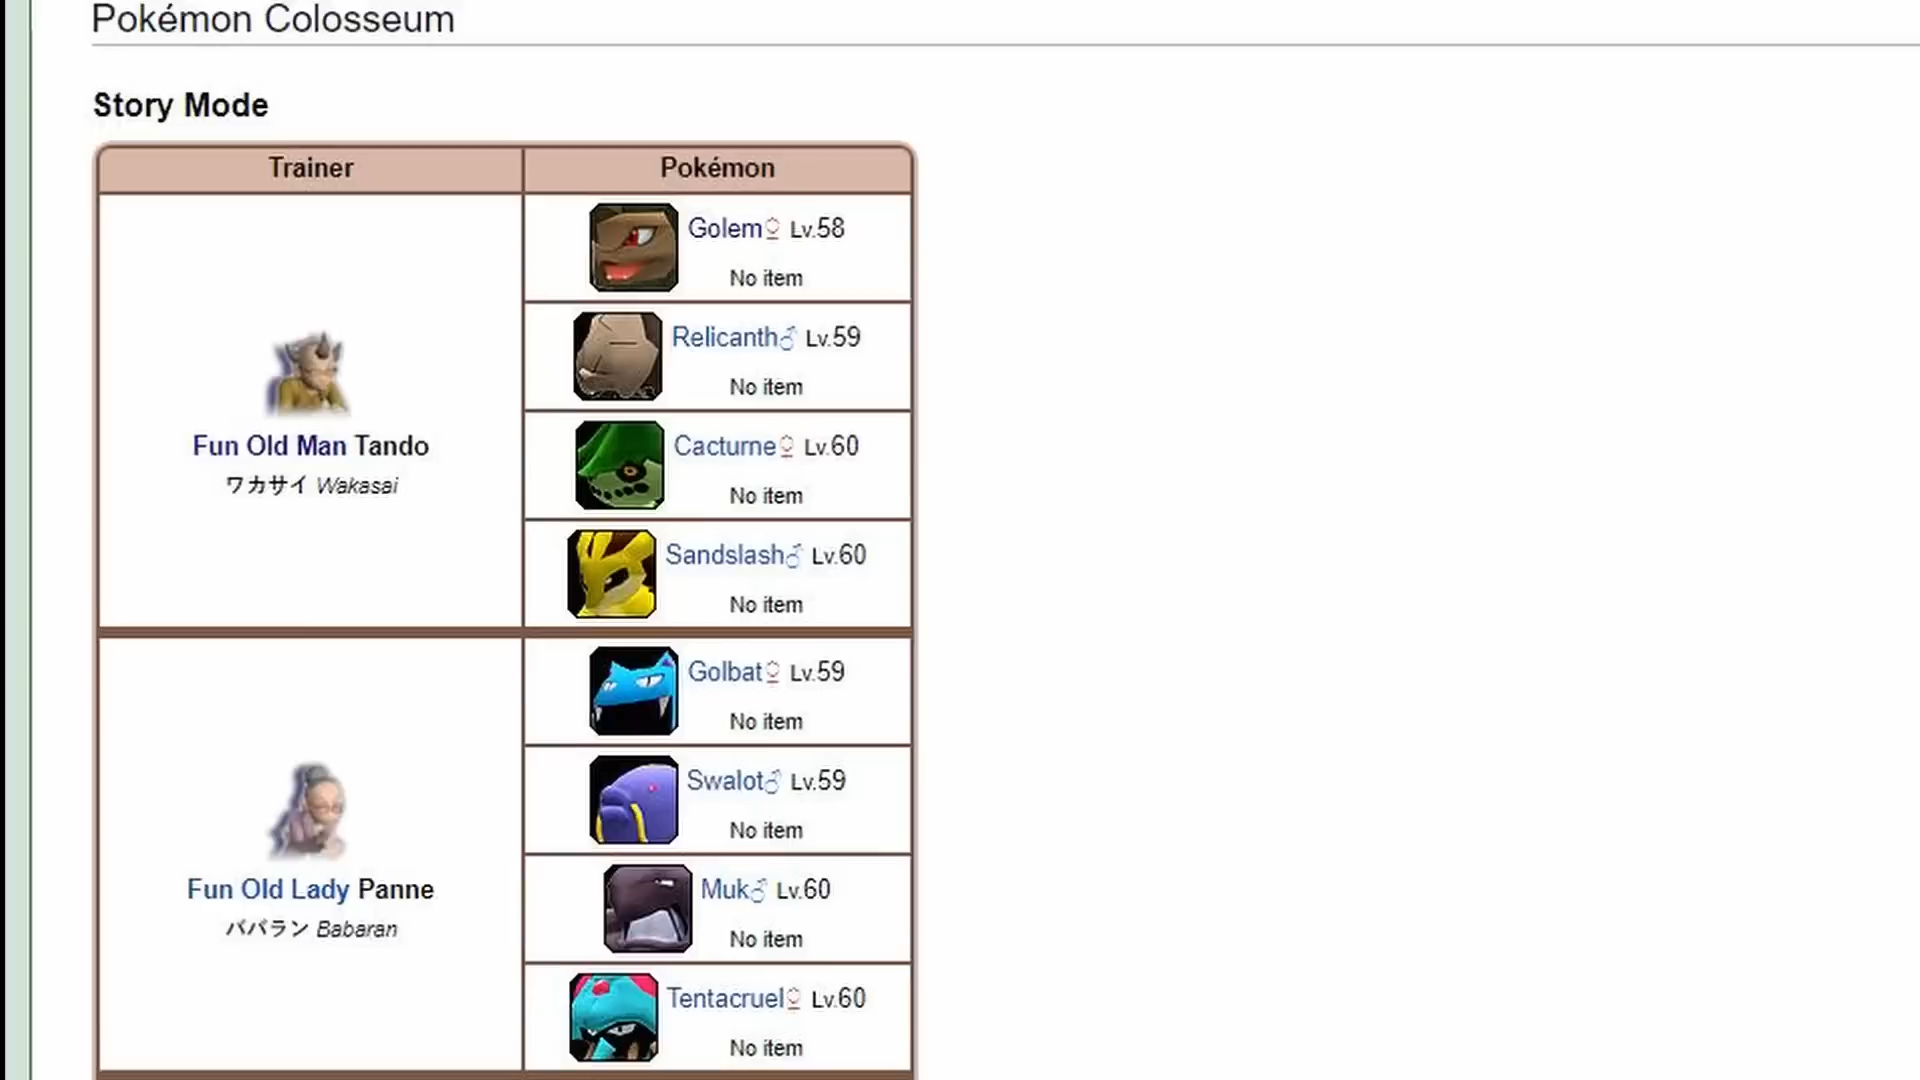 Pokémon Colosseum
Story Mode
Trainer
Pokémon
Fun Old Man Tando
ワカサイ Wakasai
Golem♀ Lv.58
No item
Relicanth♂ Lv.59
No item
Cacturne♀ Lv.60
No item
Sandslash♂ Lv.60
No item
Fun Old Lady Panne
ババラン Babaran
Golbat♀ Lv.59
No item
Swalot♂ Lv.59
No item
Muk♂ Lv.60
No item
Tentacruel♀ Lv.60
No item